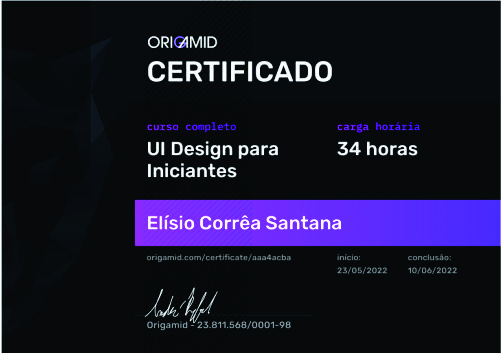 ORIGAMID
CERTIFICADO
curso completo
UI Design para
Iniciantes
carga horária
34 horas
Elísio Corrêa Santana
origamid.com/certificate/aaa4acba
início:
23/05/2022
conclusão:
10/06/2022
Origamid - 23.811.568/0001-98